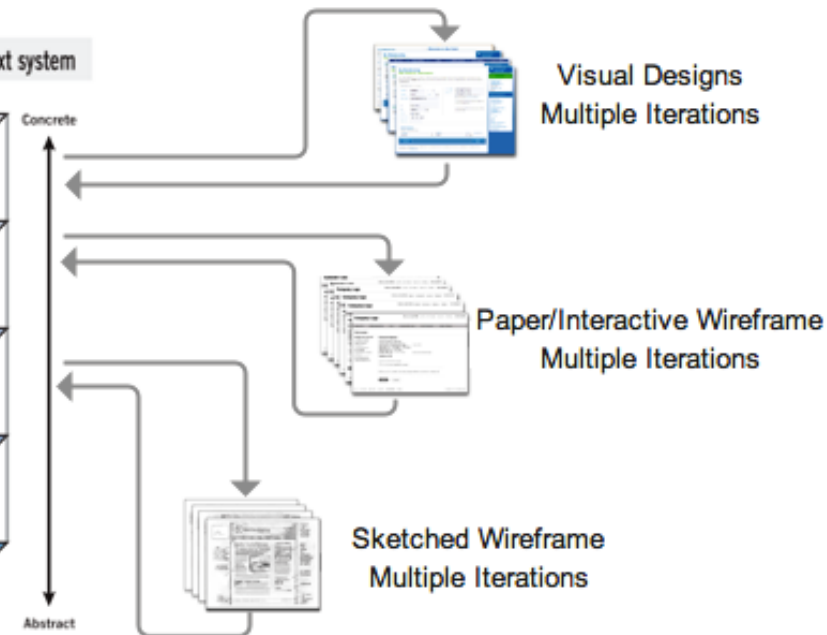 xt system
Concrete
Visual Designs
Multiple Iterations
Paper/Interactive Wireframe
Multiple Iterations
Sketched Wireframe
Multiple Iterations
Abstract